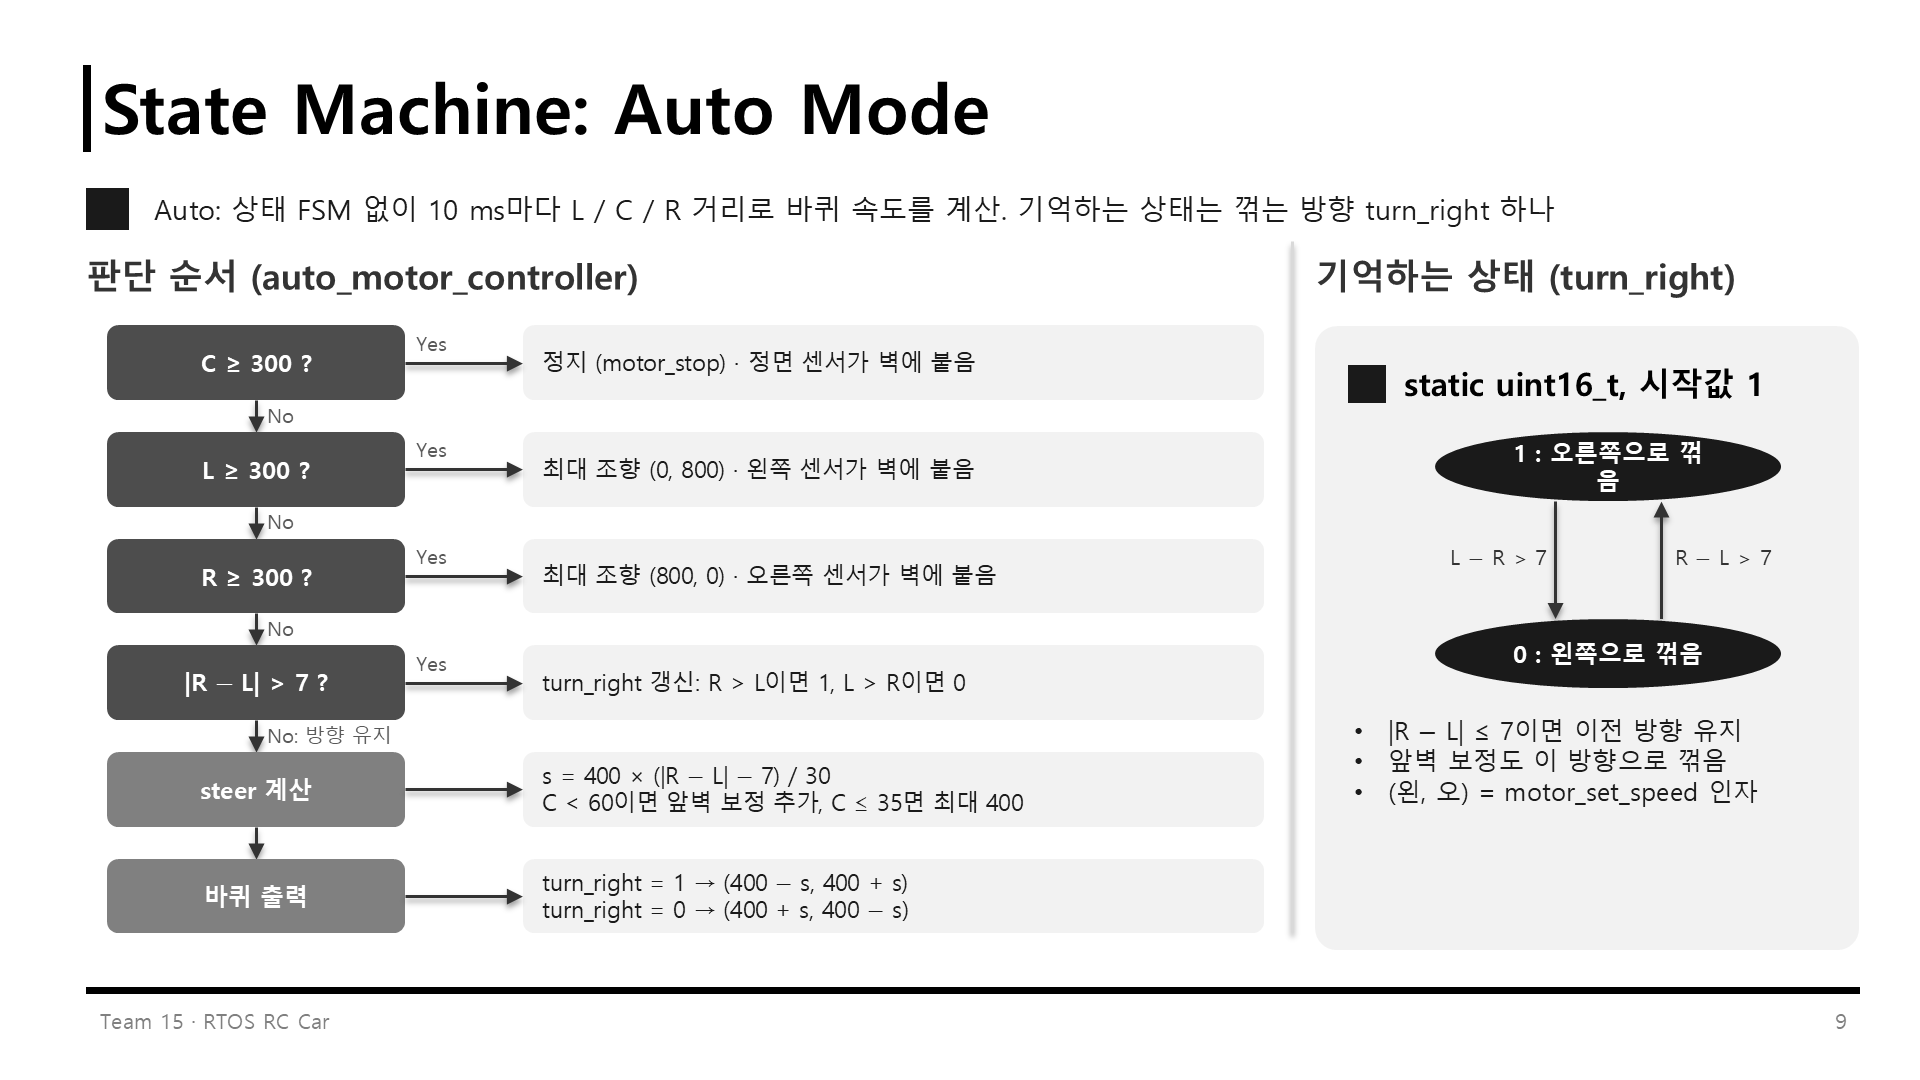 State Machine: Auto Mode
Auto: 상태 FSM 없이 10 ms마다 L / C / R 거리로 바퀴 속도를 계산. 기억하는 상태는 꺾는 방향 turn_right 하나
판단 순서 (auto_motor_controller)
C ≥ 300 ?
Yes
정지 (motor_stop) · 정면 센서가 벽에 붙음
No
L ≥ 300 ?
Yes
최대 조향 (0, 800) · 왼쪽 센서가 벽에 붙음
No
R ≥ 300 ?
Yes
최대 조향 (800, 0) · 오른쪽 센서가 벽에 붙음
No
|R − L| > 7 ?
Yes
turn_right 갱신: R > L이면 1, L > R이면 0
No: 방향 유지
steer 계산
s = 400 × (|R − L| − 7) / 30
C < 60이면 앞벽 보정 추가, C ≤ 35면 최대 400
바퀴 출력
turn_right = 1 → (400 − s, 400 + s)
turn_right = 0 → (400 + s, 400 − s)
기억하는 상태 (turn_right)
static uint16_t, 시작값 1
1 : 오른쪽으로 꺾
음
L − R > 7
R − L > 7
0 : 왼쪽으로 꺾음
• |R − L| ≤ 7이면 이전 방향 유지
• 앞벽 보정도 이 방향으로 꺾음
• (왼, 오) = motor_set_speed 인자
Team 15 · RTOS RC Car
9